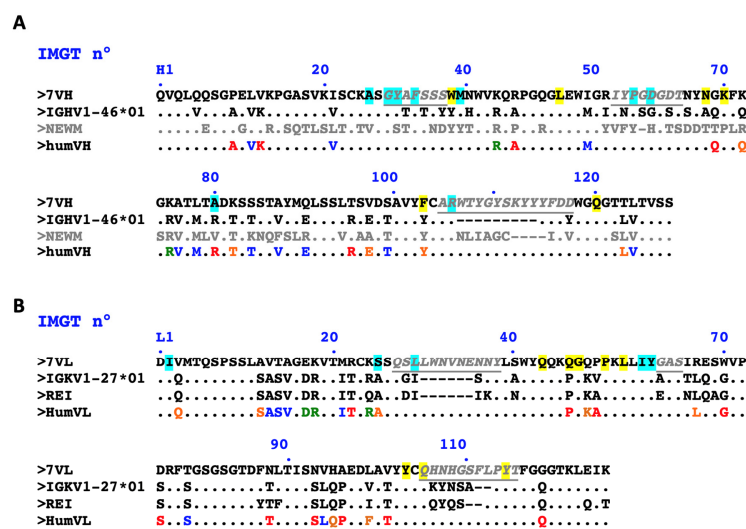 A
IMGT n°
H1 20 40 50 70
>7VH QVQLQQSGPELVKPGASVKISCKASGYAFSSSWMNWVKQRPGQGLEWIGRIYPGDGDTNYNGKFK
>IGHV1-46*01 ....V...A.VK.......V.......T.T.YY.H..R.A.......M.IN.SG.S.S.A.Q..Q
>NEWM .....E...G..R.SQTLSLT.TV..ST..NDYYT..R.P..R......YVFY-H.TSDDTTPLR
>humVH ........A.VK.......V.................R.A.......M.............Q..Q
80 100 120
>7VH GKATLTADKSSSTAYMQLSSLTSVDSAVYFCARWTYGYSKYYYFDDWGQGTTLTVSS
>IGHV1-46*01 .RV.M.R.T.T..V..E....R.E.T...Y...----------..Y.....LV....
>NEWM SRV.MLV.T.KNQFSLR...V.AA.T...Y...NLIAGC----I.V....SLV....
>humVH .RV.M.R.T.T..V..E....R.E.T...Y.....................LV....
B
IMGT n°
L1 20 40 70
>7VL DIVMTQSPSSLAVTAGEKVTMRCKSSQSLLWNVNENNYLSWYQQKQGQPPKLLIYGASIRESWVP
>IGKV1-27*01 ..Q........SASV.DR..IT.RA..GI------S...A.....P.KV......A..TLQ.G..
>REI ..Q........SASV.DR..IT.QA..DI------IK..N.....P.KA......E..NLQAG..
>HumVL ..Q........SASV.DR..IT.RA....................P.KA..........L..G..
90 110
>7VL DRFTGSGSGTDFNLTISNVHAEDLAVYYCQHNHGSFLPYTFGGGTKLEIK
>IGKV1-27*01 S..S........T....SLQP..V.T....KYNSA--.....Q.......
>REI S..S.......YTF...SLQP..I.T....QYQS.--.....Q....Q.T
>HumVL S..S........T....SLQP..F.T................Q.......